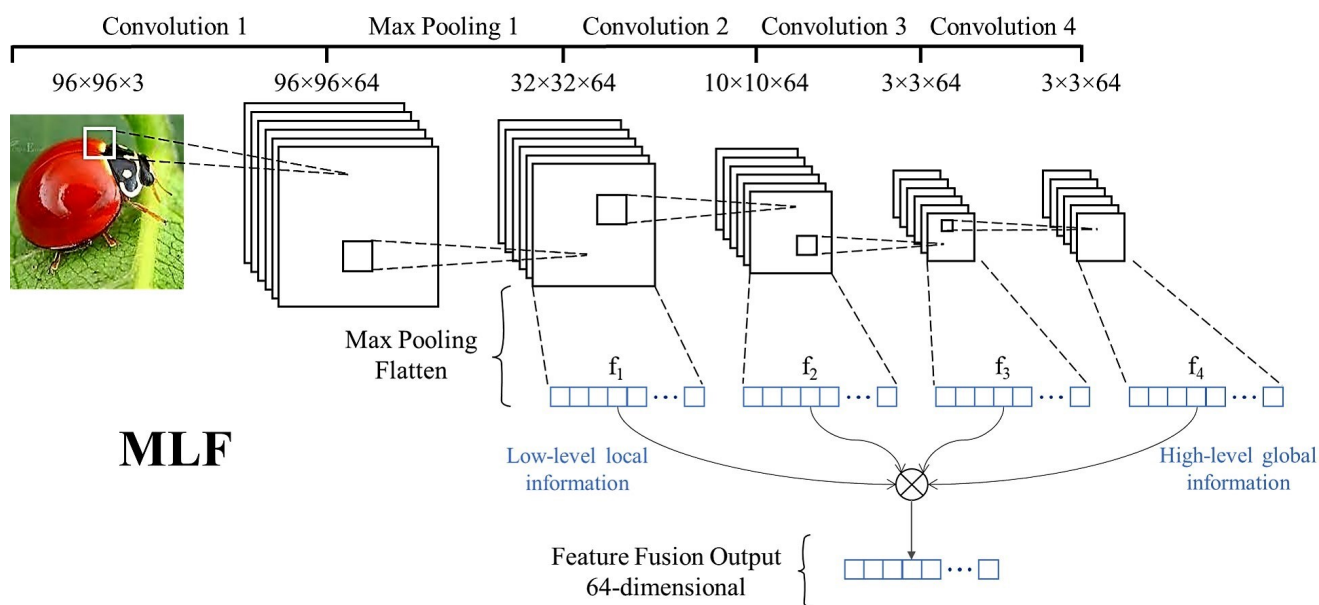 Convolution 1 Max Pooling 1 Convolution 2 Convolution 3 Convolution 4
96×96×3 96×96×64 32×32×64 10×10×64 3×3×64 3×3×64
Max Pooling
Flatten
f₁ f₂ f₃ f₄
MLF
Low-level local
information
High-level global
information
Feature Fusion Output
64-dimensional